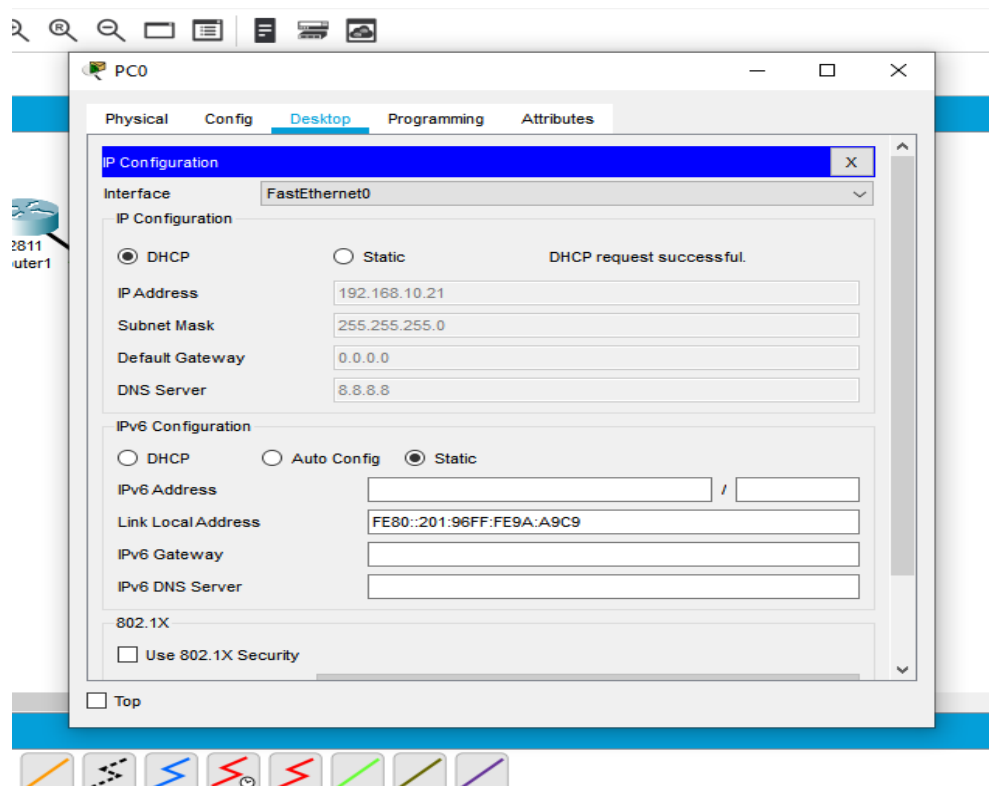 R
PC0
Physical Config Desktop Programming Attributes
IP Configuration X
Interface FastEthernet0
IP Configuration
DHCP Static DHCP request successful.
IP Address 192.168.10.21
Subnet Mask 255.255.255.0
Default Gateway 0.0.0.0
DNS Server 8.8.8.8
IPv6 Configuration
DHCP Auto Config Static
IPv6 Address /
Link Local Address FE80::201:96FF:FE9A:A9C9
IPv6 Gateway
IPv6 DNS Server
802.1X
Use 802.1X Security
Top
2811
uter1